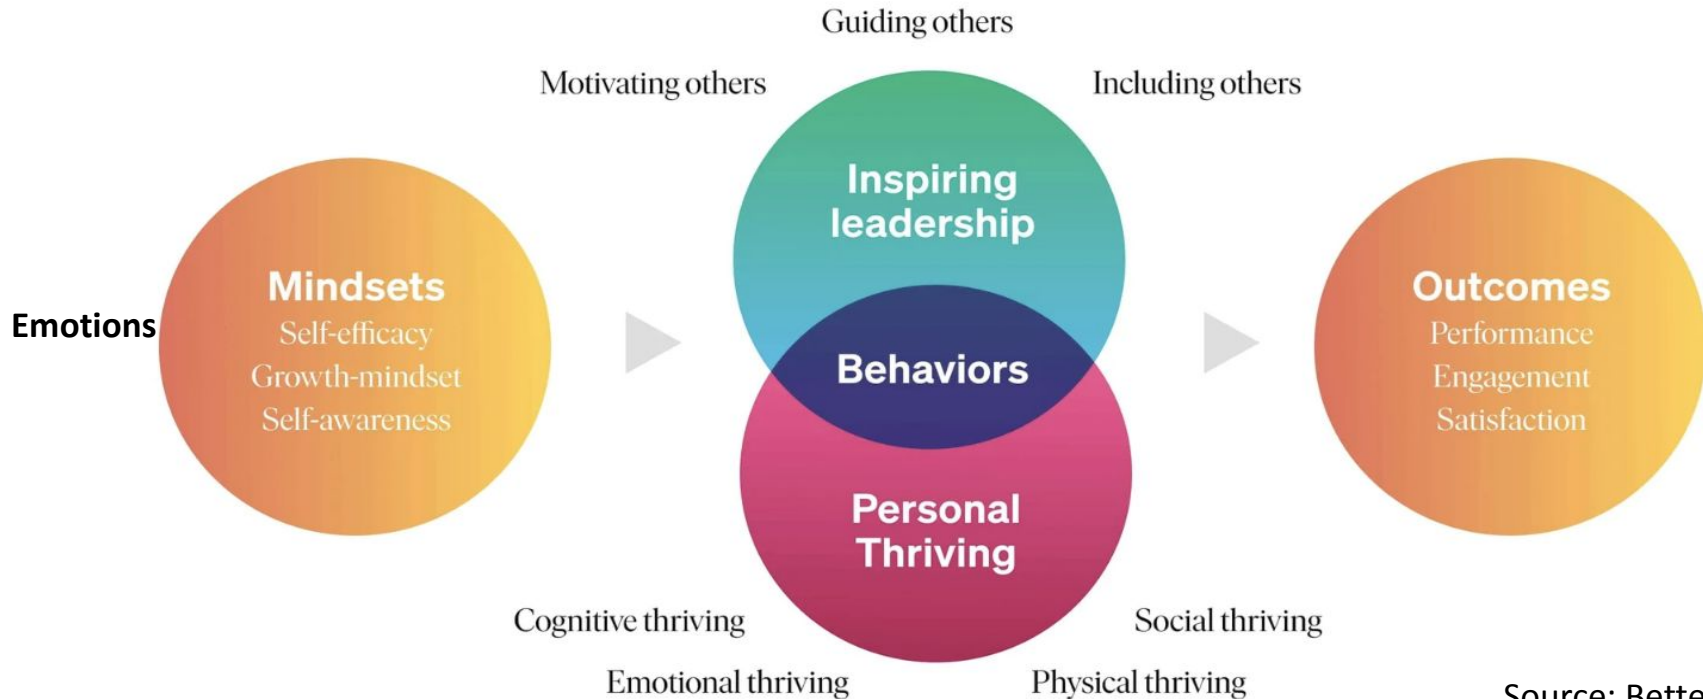 Guiding others
Motivating others
Including others
Inspiring
leadership
Emotions
Mindsets
Self-efficacy
Growth-mindset
Self-awareness
Behaviors
Outcomes
Performance
Engagement
Satisfaction
Personal
Thriving
Cognitive thriving
Social thriving
Emotional thriving
Physical thriving
Source: